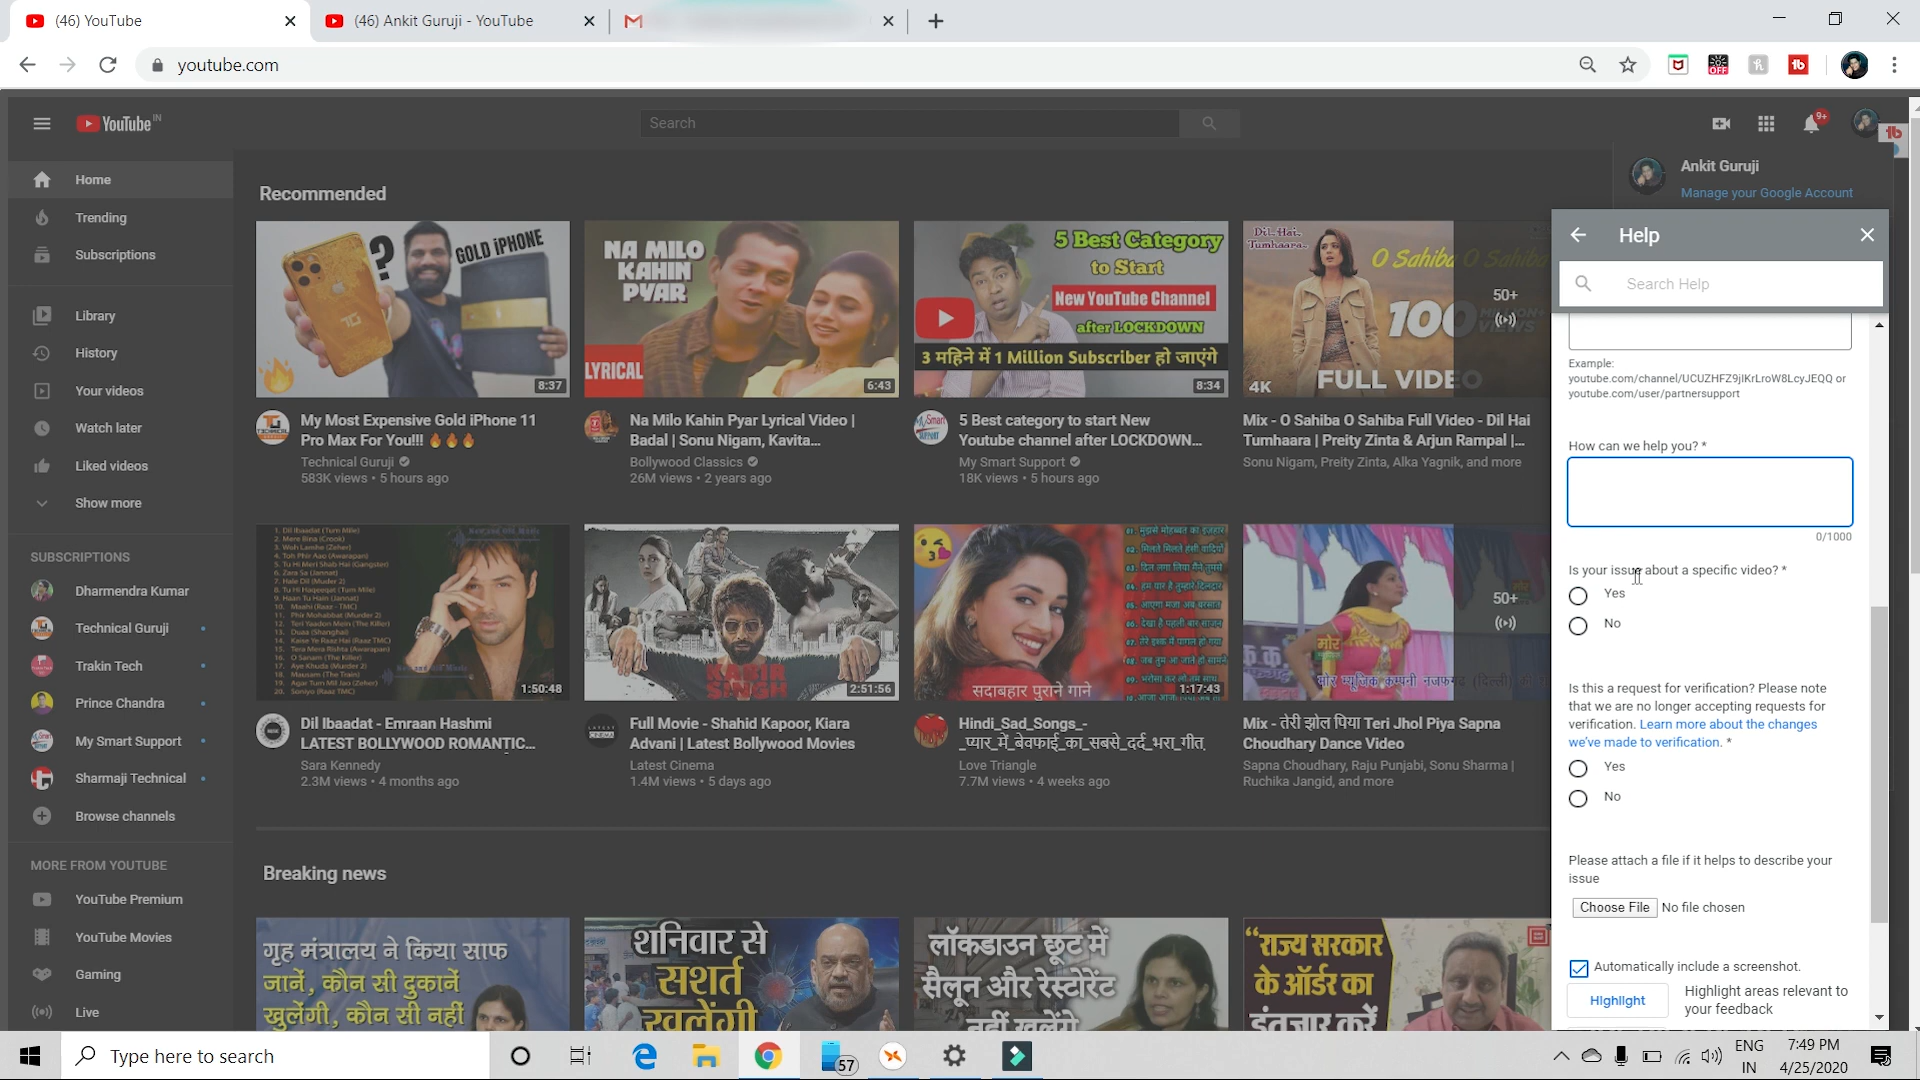 (46) YouTube
(46) Ankit Guruji - YouTube
youtube.com
OFF
YouTube IN
Search
9+
Home
Trending
Subscriptions
Library
History
Your videos
Watch later
Liked videos
Show more
SUBSCRIPTIONS
Dharmendra Kumar
Technical Guruji
Trakin Tech
Prince Chandra
My Smart Support
Sharmaji Technical
Browse channels
MORE FROM YOUTUBE
YouTube Premium
YouTube Movies
Gaming
Live
Recommended
GOLD iPHONE
?
8:37
My Most Expensive Gold iPhone 11
Pro Max For You!!! 🔥🔥🔥
Technical Guruji
583K views • 5 hours ago
NA MILO
KAHIN
PYAR
LYRICAL
6:43
Na Milo Kahin Pyar Lyrical Video |
Badal | Sonu Nigam, Kavita...
Bollywood Classics
26M views • 2 years ago
5 Best Category
to Start
New YouTube Channel
after LOCKDOWN
3 महिने में 1 Million Subscriber हो जाएंगे
8:34
5 Best category to start New
Youtube channel after LOCKDOWN...
My Smart Support
18K views • 5 hours ago
Dil Hai
Tumhaara
O Sahiba O Sahiba
100
FULL VIDEO
4K
50+
Mix - O Sahiba O Sahiba Full Video - Dil Hai
Tumhaara | Preity Zinta & Arjun Rampal |...
Sonu Nigam, Preity Zinta, Alka Yagnik, and more
1:50:48
Dil Ibaadat - Emraan Hashmi
LATEST BOLLYWOOD ROMANTIC...
Sara Kennedy
2.3M views • 4 months ago
KABIR
SINGH
2:51:56
Full Movie - Shahid Kapoor, Kiara
Advani | Latest Bollywood Movies
Latest Cinema
1.4M views • 5 days ago
सदाबहार पुराने गाने
1:17:43
Hindi_Sad_Songs_-
_प्यार_में_बेवफाई_का_सबसे_दर्द_भरा_गीत
Love Triangle
7.7M views • 4 weeks ago
50+
Mix - तेरी झोल पिया Teri Jhol Piya Sapna
Choudhary Dance Video
Sapna Choudhary, Raju Punjabi, Sonu Sharma |
Ruchika Jangid, and more
Breaking news
गृह मंत्रालय ने किया साफ
जानें, कौन सी दुकानें
खुलेंगी, कौन सी नहीं
शनिवार से
सशर्त
खुलेंगी
लॉकडाउन छूट में
सैलून और रेस्टोरेंट
नहीं खुलेंगे
“राज्य सरकार
के ऑर्डर का
इंतजार करें
Ankit Guruji
Manage your Google Account
Help
Search Help
Example:
youtube.com/channel/UCUZHFZ9jIKrLroW8LcyJEQQ or
youtube.com/user/partnersupport
How can we help you? *
0/1000
Is your issue about a specific video? *
Yes
No
Is this a request for verification? Please note
that we are no longer accepting requests for
verification. Learn more about the changes
we've made to verification. *
Yes
No
Please attach a file if it helps to describe your
issue
Choose File No file chosen
Automatically include a screenshot.
Highlight
Highlight areas relevant to
your feedback
Type here to search
57
ENG
IN
7:49 PM
4/25/2020